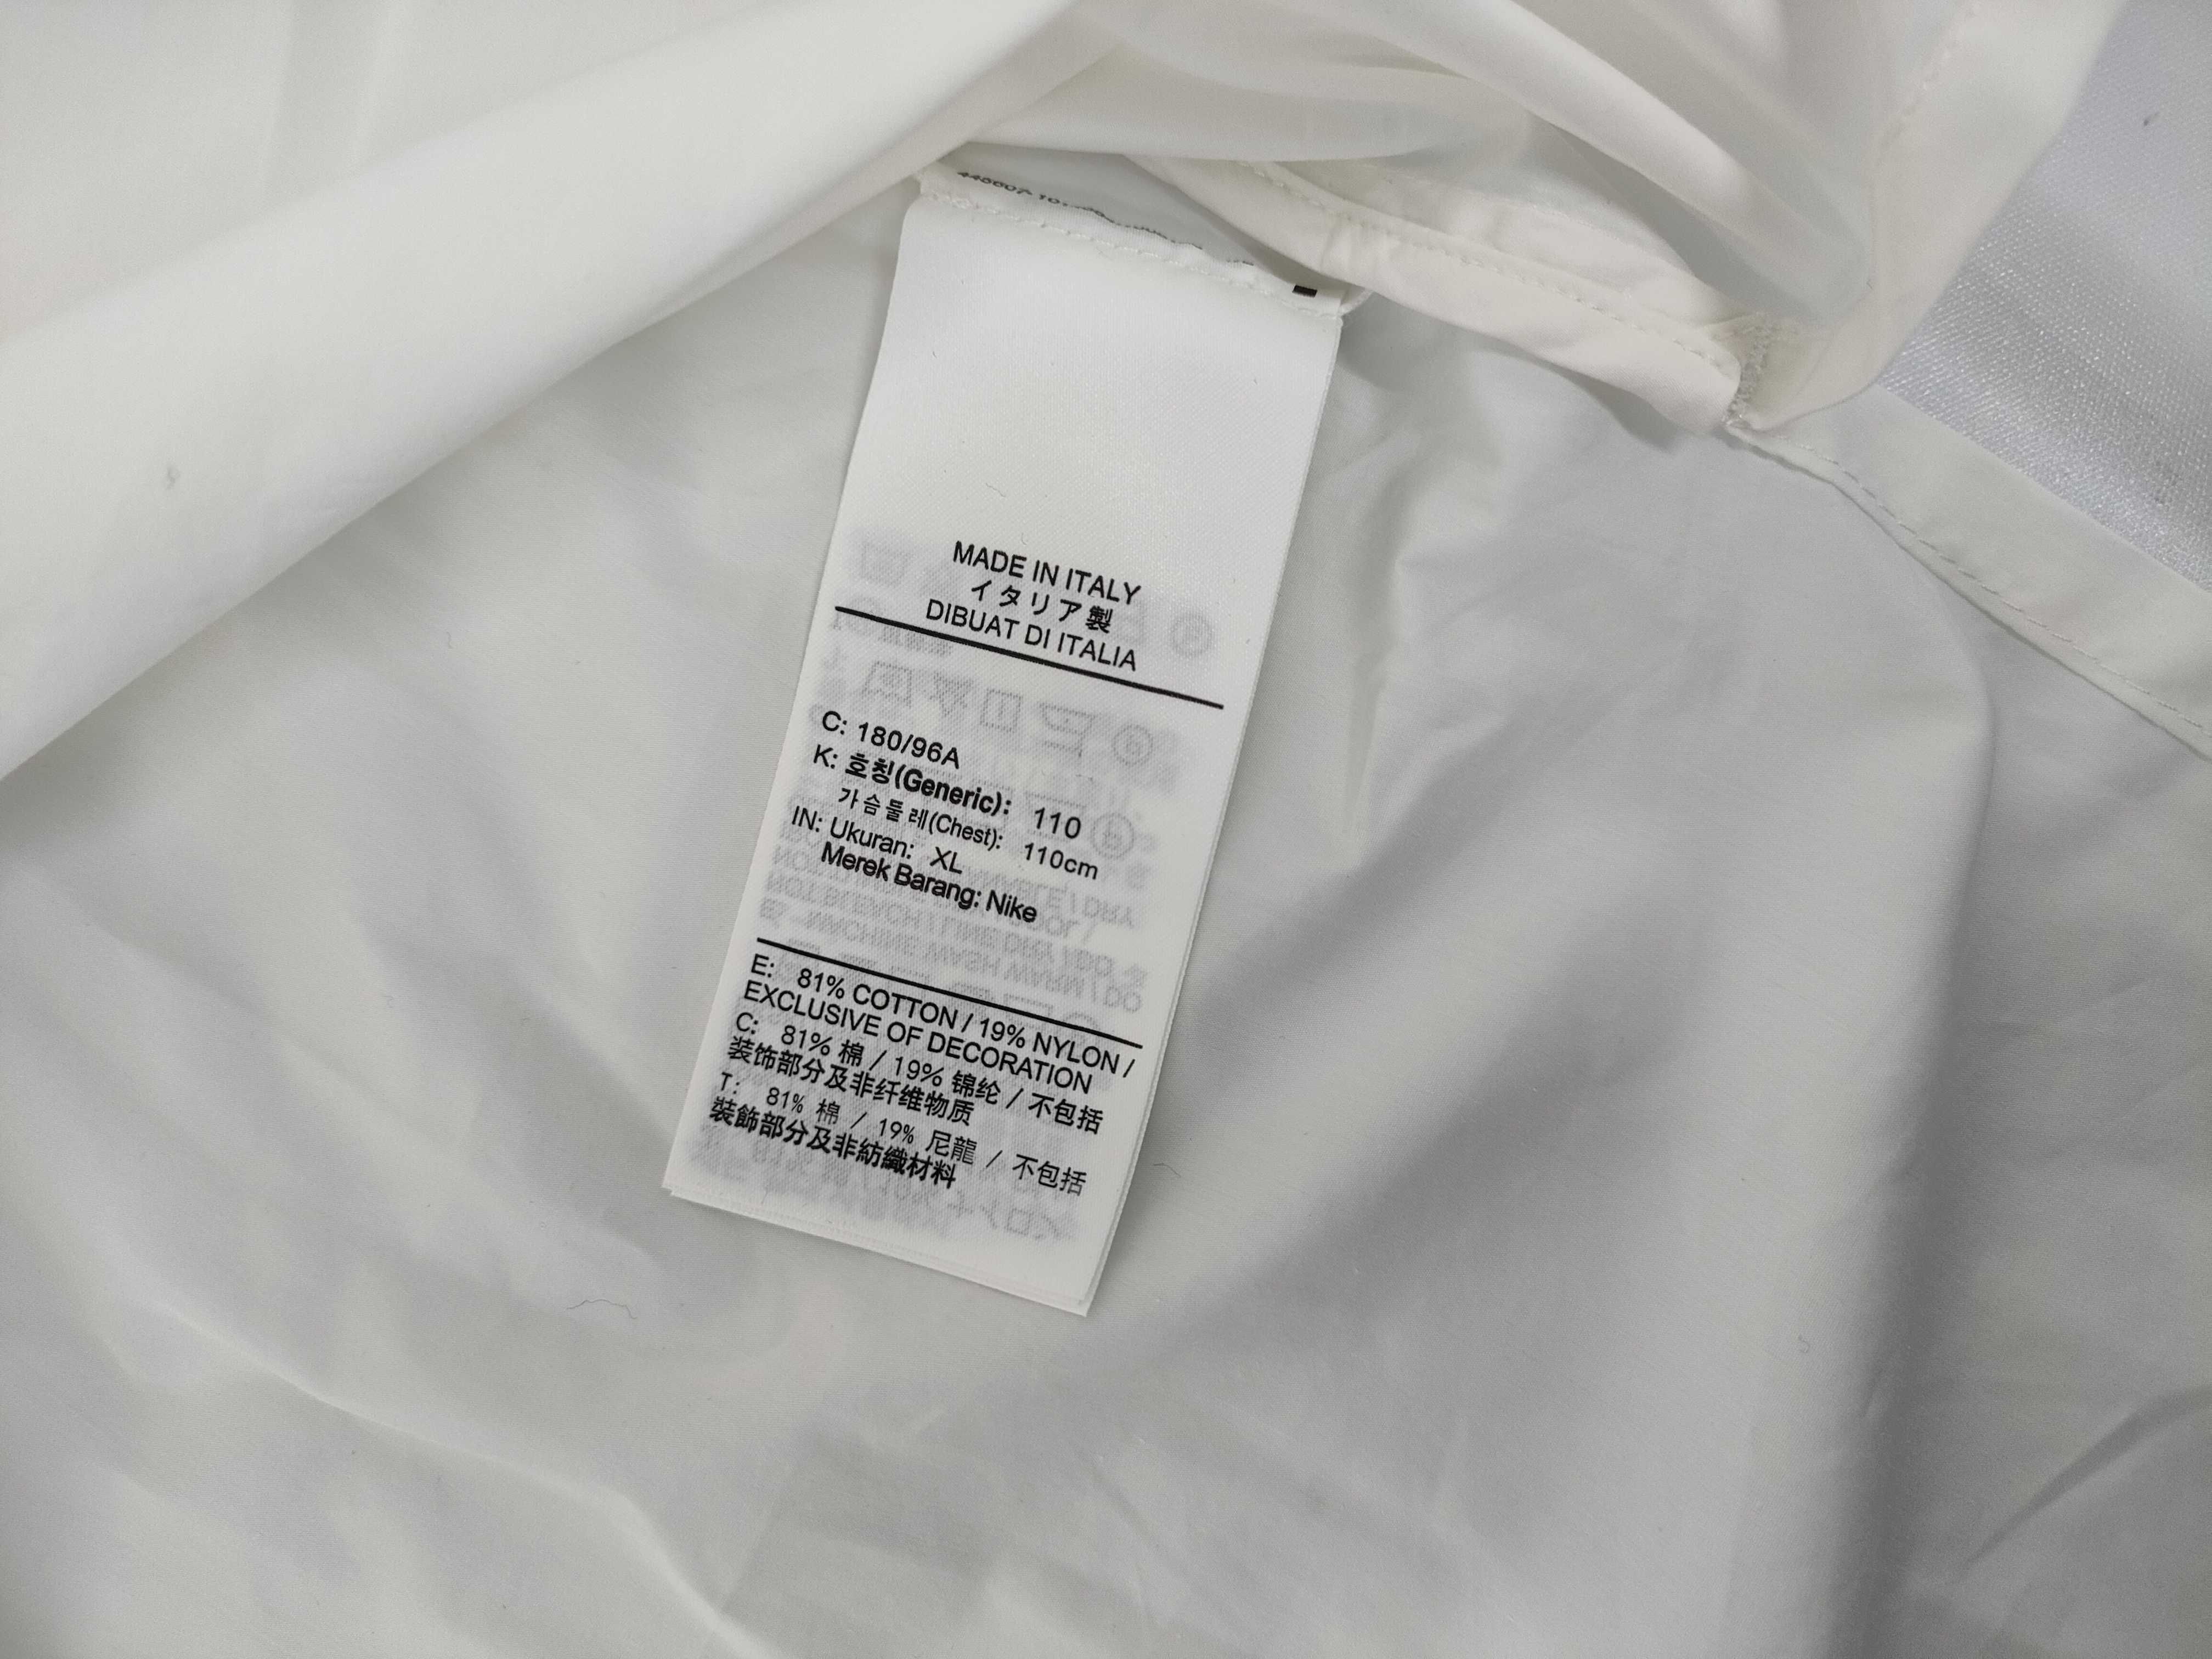 MADE IN ITALY
イタリア製
DIBUAT DI ITALIA
C: 180/96A
K: 호칭(Generic): 110
가슴둘레(Chest): 110cm
IN: Ukuran: XL
Merek Barang: Nike
E: 81% COTTON / 19% NYLON /
EXCLUSIVE OF DECORATION
C: 81% 棉 / 19% 锦纶 / 不包括
装饰部分及非纤维物质
T: 81% 棉 / 19% 尼龍 / 不包括
裝飾部分及非紡織材料